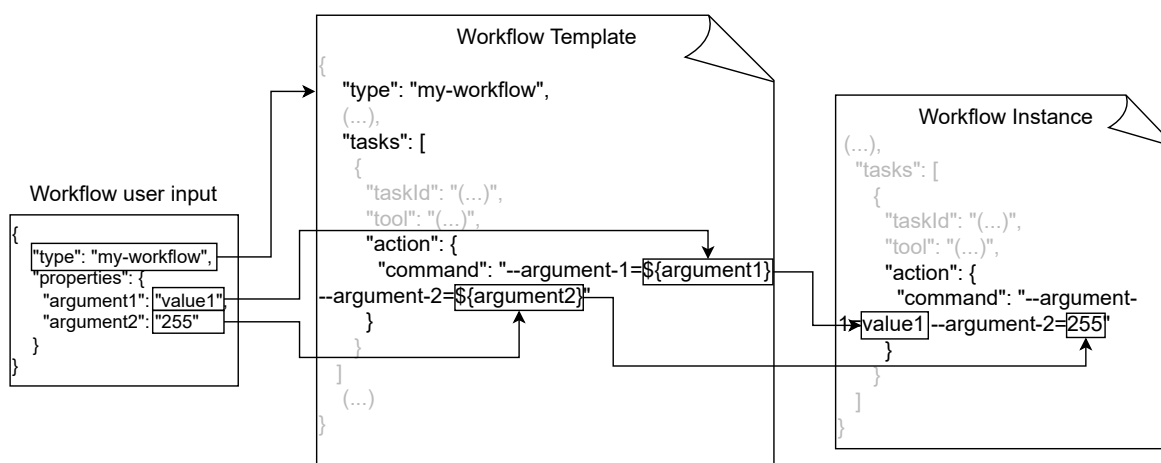 Workflow user input
{
"type": "my-workflow",
"properties": {
"argument1": "value1",
"argument2": "255"
}
}
Workflow Template
{
"type": "my-workflow",
(...),
"tasks": [
{
"taskId": "(...)",
"tool": "(...)",
"action": {
"command": "--argument-1=${argument1}
--argument-2=${argument2}"
}
}
]
(...)
}
Workflow Instance
(...),
"tasks": [
{
"taskId": "(...)",
"tool": "(...)",
"action": {
"command": "--argument-
1=value1 --argument-2=255"
}
}
]
}